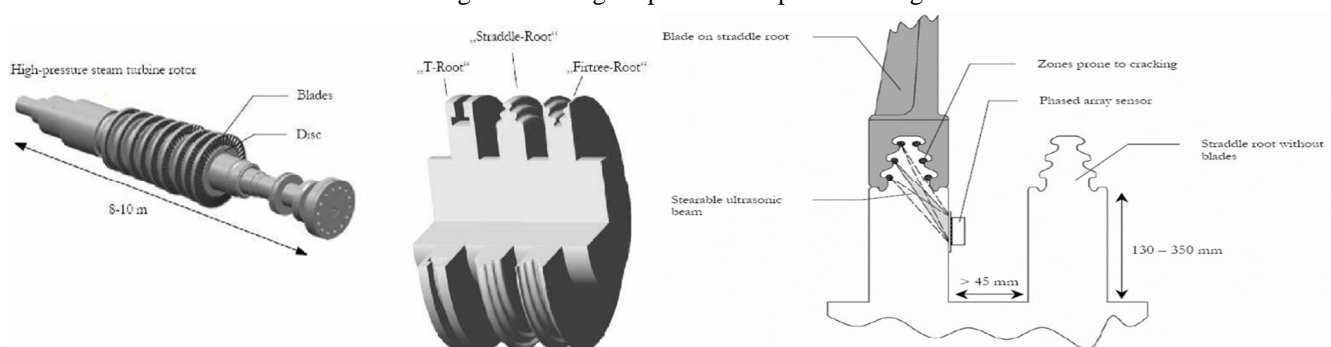 High-pressure steam turbine rotor
Blades
Disc
8-10 m
„Straddle-Root“
„T-Root“
„Firtree-Root“
Blade on straddle root
Zones prone to cracking
Phased array sensor
Straddle root without
blades
Stearable ultrasonic
beam
130 – 350 mm
> 45 mm